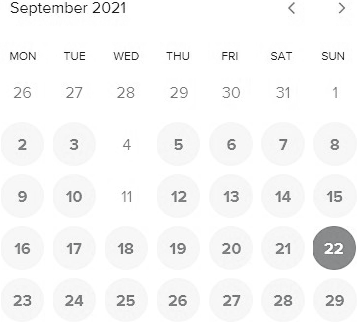 September 2021
MON TUE WED THU FRI SAT SUN
26 27 28 29 30 31 1
2 3 4 5 6 7 8
9 10 11 12 13 14 15
16 17 18 19 20 21 22
23 24 25 26 27 28 29